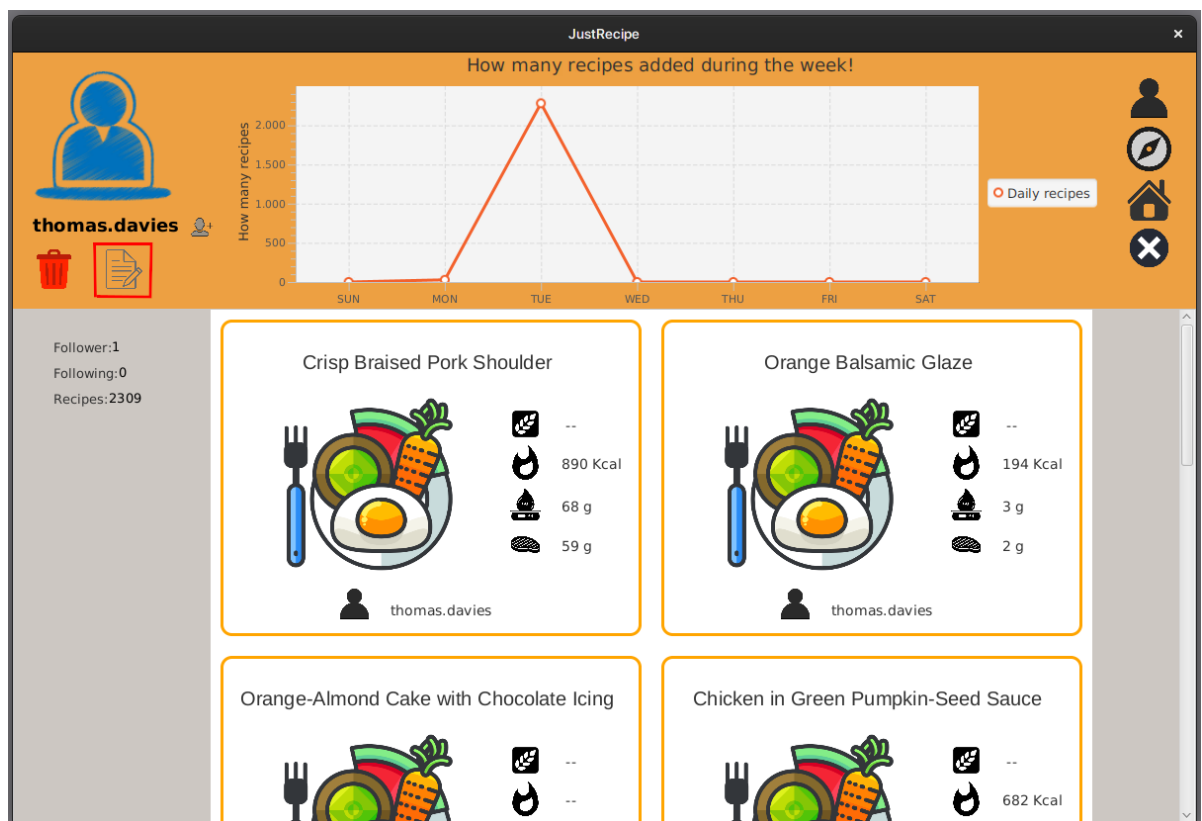 JustRecipe
How many recipes added during the week!
How many recipes
2.000
1.500
1.000
500
0
SUN MON TUE WED THU FRI SAT
Daily recipes
thomas.davies
Follower:1
Following:0
Recipes:2309
Crisp Braised Pork Shoulder
--
890 Kcal
68 g
59 g
thomas.davies
Orange Balsamic Glaze
--
194 Kcal
3 g
2 g
thomas.davies
Orange-Almond Cake with Chocolate Icing
--
--
Chicken in Green Pumpkin-Seed Sauce
--
682 Kcal